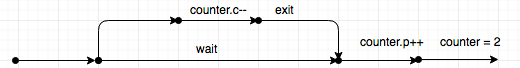 counter.c-- exit
wait
counter.p++ counter = 2